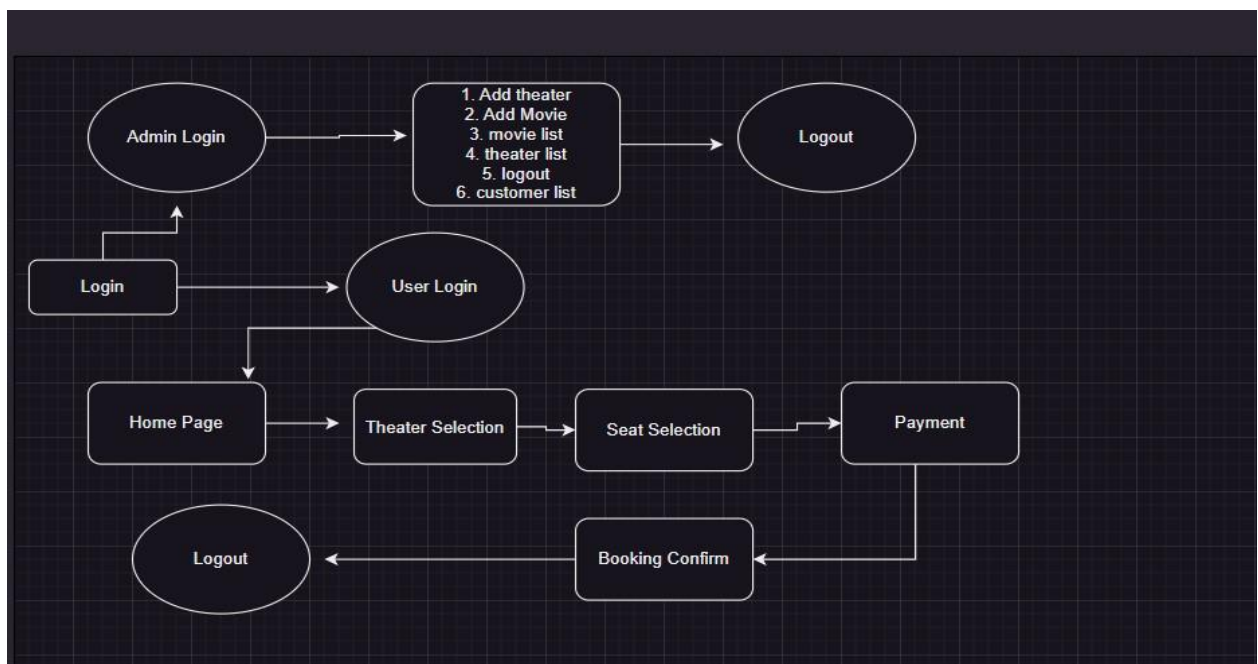 Admin Login
1. Add theater
2. Add Movie
3. movie list
4. theater list
5. logout
6. customer list
Logout
Login
User Login
Home Page
Theater Selection
Seat Selection
Payment
Logout
Booking Confirm